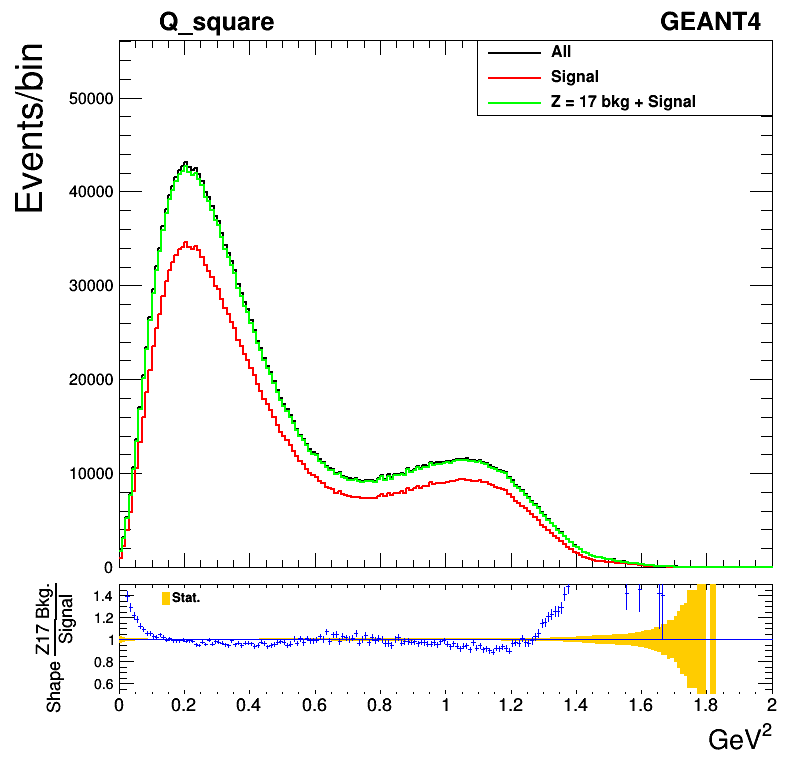 Q_square GEANT4
Events/bin
All
Signal
Z = 17 bkg + Signal
50000
40000
30000
20000
10000
0
Shape Z17 Bkg. / Signal
Stat.
1.4
1.2
1
0.8
0.6
0 0.2 0.4 0.6 0.8 1 1.2 1.4 1.6 1.8 2
GeV²